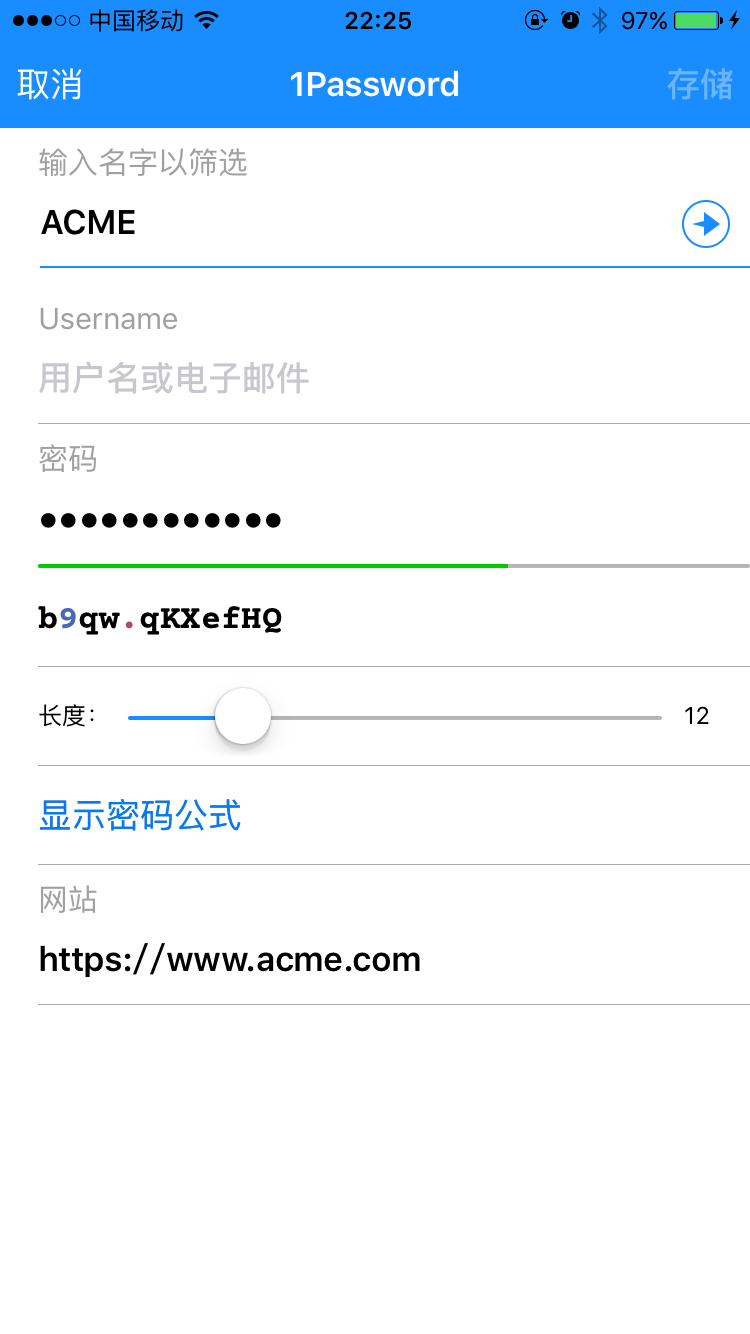 中国移动 22:25 97%
取消 1Password 存储
输入名字以筛选
ACME
Username
用户名或电子邮件
密码
●●●●●●●●●●●●
b9qw.qKXefHQ
长度： 12
显示密码公式
网站
https://www.acme.com